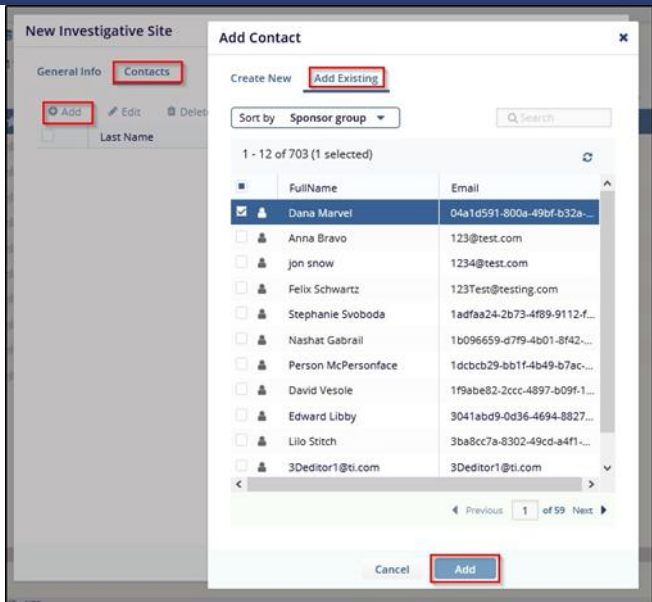 New Investigative Site
General Info Contacts
Add Edit Delet
Last Name
Add Contact
Create New Add Existing
Sort by Sponsor group
Search
1 - 12 of 703 (1 selected)
FullName Email
Dana Marvel 04a1d591-800a-49bf-b32a-...
Anna Bravo 123@test.com
jon snow 1234@test.com
Felix Schwartz 123Test@testing.com
Stephanie Svoboda 1adfaa24-2b73-4f89-9112-f...
Nashat Gabrail 1b096659-d7f9-4b01-8f42-...
Person McPersonface 1dcbcb29-bb1f-4b49-b7ac-...
David Vesole 1f9abe82-2ccc-4897-b09f-1...
Edward Libby 3041abd9-0d36-4694-8827...
Lilo Stitch 3ba8cc7a-8302-49cd-a4f1-...
3Deditor1@ti.com 3Deditor1@ti.com
Previous 1 of 59 Next
Cancel Add